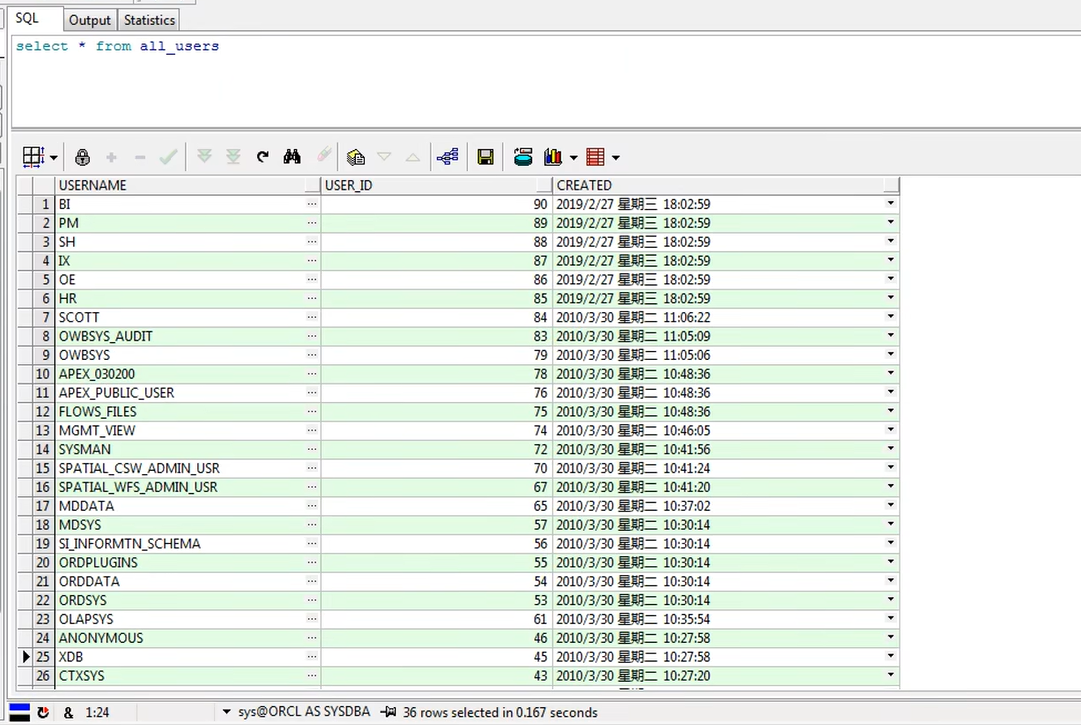 SQL Output Statistics
select * from all_users
USERNAME USER_ID CREATED
1 BI ... 90 2019/2/27 星期三 18:02:59
2 PM ... 89 2019/2/27 星期三 18:02:59
3 SH ... 88 2019/2/27 星期三 18:02:59
4 IX ... 87 2019/2/27 星期三 18:02:59
5 OE ... 86 2019/2/27 星期三 18:02:59
6 HR ... 85 2019/2/27 星期三 18:02:59
7 SCOTT ... 84 2010/3/30 星期二 11:06:22
8 OWBSYS_AUDIT ... 83 2010/3/30 星期二 11:05:09
9 OWBSYS ... 79 2010/3/30 星期二 11:05:06
10 APEX_030200 ... 78 2010/3/30 星期二 10:48:36
11 APEX_PUBLIC_USER ... 76 2010/3/30 星期二 10:48:36
12 FLOWS_FILES ... 75 2010/3/30 星期二 10:48:36
13 MGMT_VIEW ... 74 2010/3/30 星期二 10:46:05
14 SYSMAN ... 72 2010/3/30 星期二 10:41:56
15 SPATIAL_CSW_ADMIN_USR ... 70 2010/3/30 星期二 10:41:24
16 SPATIAL_WFS_ADMIN_USR ... 67 2010/3/30 星期二 10:41:20
17 MDDATA ... 65 2010/3/30 星期二 10:37:02
18 MDSYS ... 57 2010/3/30 星期二 10:30:14
19 SI_INFORMTN_SCHEMA ... 56 2010/3/30 星期二 10:30:14
20 ORDPLUGINS ... 55 2010/3/30 星期二 10:30:14
21 ORDDATA ... 54 2010/3/30 星期二 10:30:14
22 ORDSYS ... 53 2010/3/30 星期二 10:30:14
23 OLAPSYS ... 61 2010/3/30 星期二 10:35:54
24 ANONYMOUS ... 46 2010/3/30 星期二 10:27:58
25 XDB ... 45 2010/3/30 星期二 10:27:58
26 CTXSYS ... 43 2010/3/30 星期二 10:27:20
& 1:24 sys@ORCL AS SYSDBA 36 rows selected in 0.167 seconds